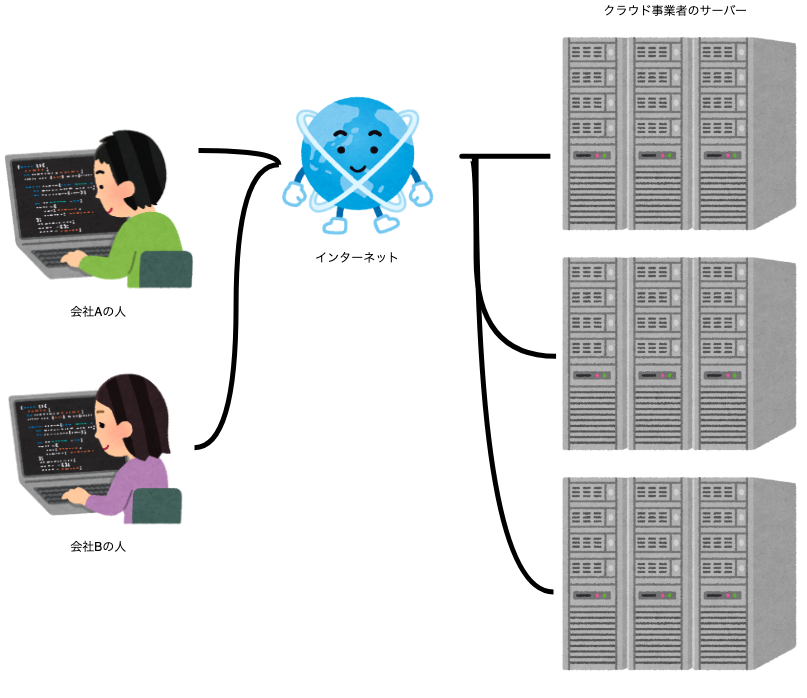 クラウド事業者のサーバー
インターネット
会社Aの人
会社Bの人